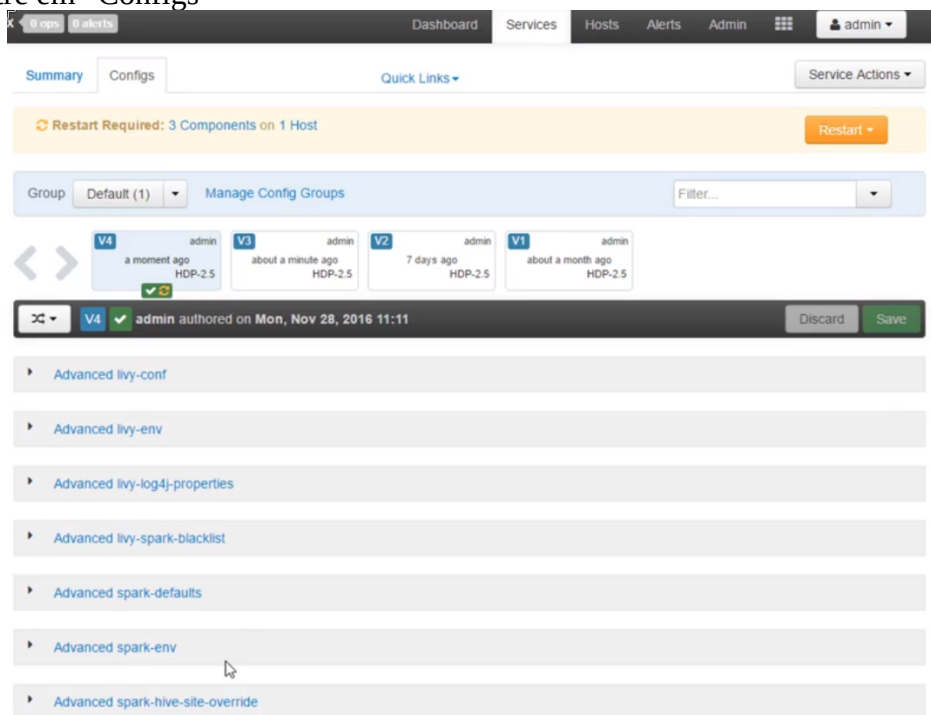 tre em "Configs"
X 0 ops 0 alerts Dashboard Services Hosts Alerts Admin admin
Summary Configs Quick Links Service Actions
Restart Required: 3 Components on 1 Host Restart
Group Default (1) Manage Config Groups Filter...
V4 admin V3 admin V2 admin V1 admin
a moment ago about a minute ago 7 days ago about a month ago
HDP-2.5 HDP-2.5 HDP-2.5 HDP-2.5
V4 admin authored on Mon, Nov 28, 2016 11:11 Discard Save
Advanced livy-conf
Advanced livy-env
Advanced livy-log4j-properties
Advanced livy-spark-blacklist
Advanced spark-defaults
Advanced spark-env
Advanced spark-hive-site-override